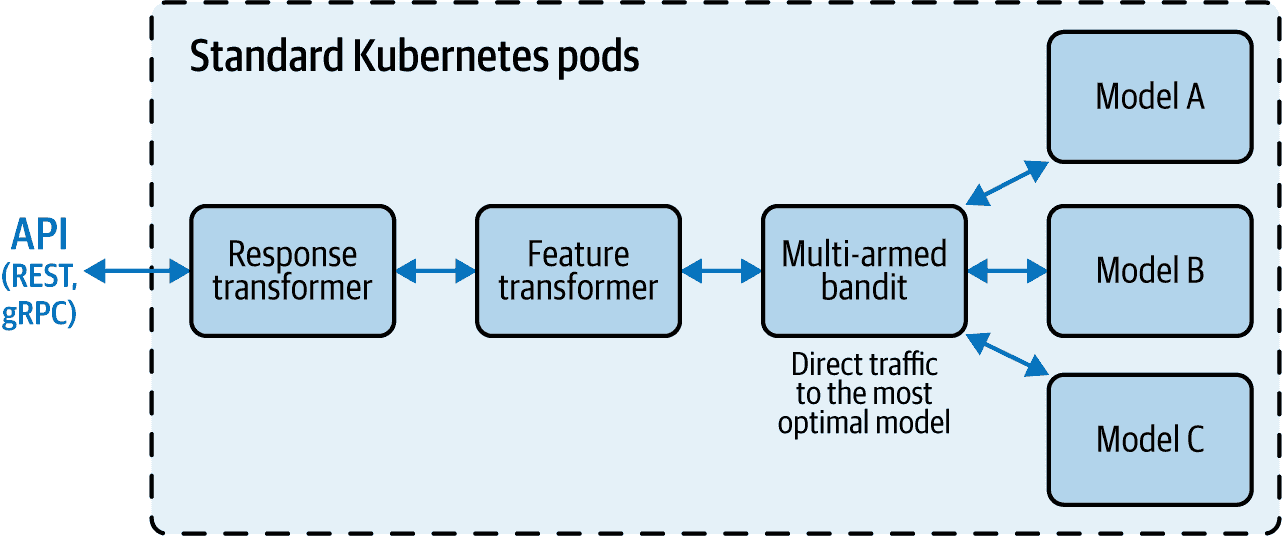 Standard Kubernetes pods
API
(REST,
gRPC)
Response
transformer
Feature
transformer
Multi-armed
bandit
Direct traffic
to the most
optimal model
Model A
Model B
Model C